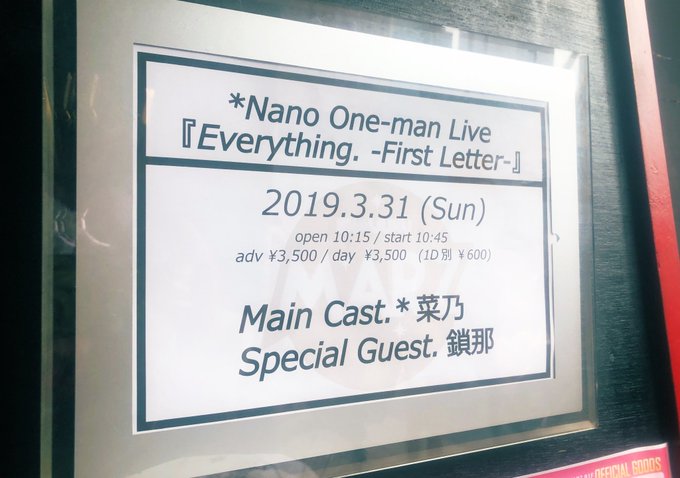 *Nano One-man Live
『Everything. -First Letter-』
2019.3.31 (Sun)
open 10:15 / start 10:45
adv ¥3,500 / day ¥3,500 (1D別 ¥600)
Main Cast.*菜乃
Special Guest. 鎖那
OFFICIAL GOODS